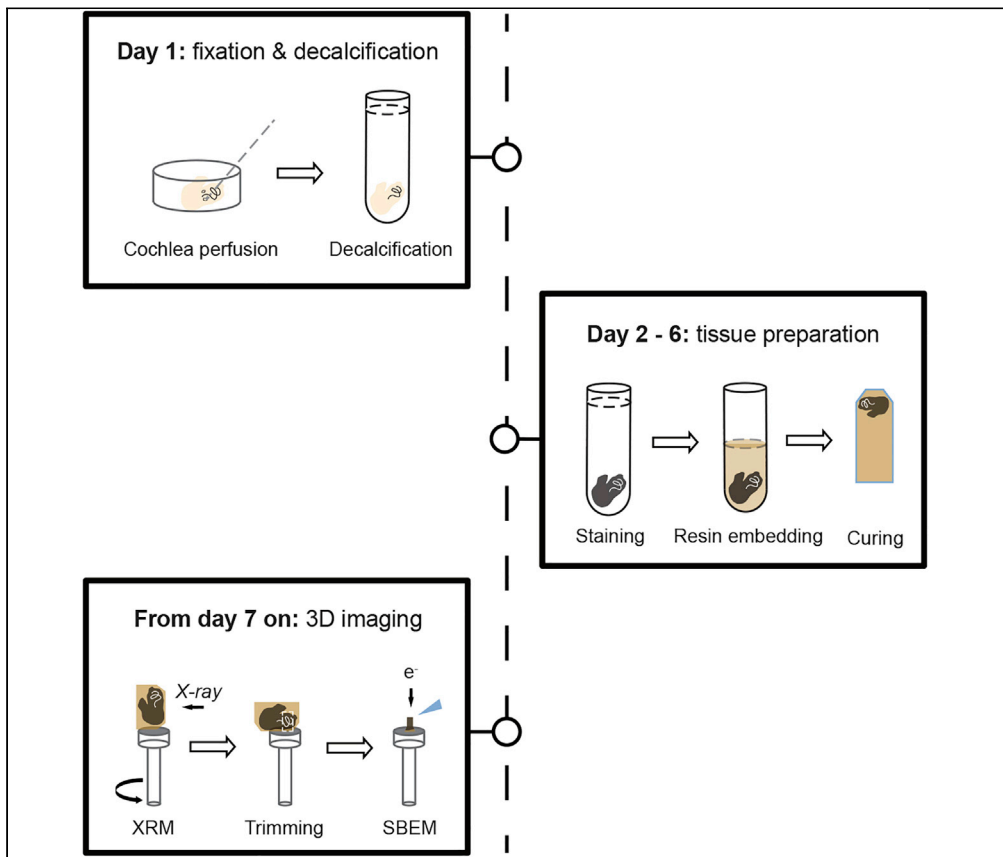 Day 1: fixation & decalcification
Cochlea perfusion
Decalcification
Day 2 - 6: tissue preparation
Staining
Resin embedding
Curing
From day 7 on: 3D imaging
X-ray
e-
XRM
Trimming
SBEM